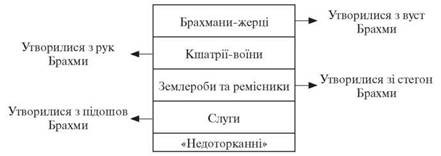 Брахмани-жерці
Утворилися з вуст
Брахми
Утворилися з рук
Брахми
Кшатрії-воїни
Землероби та ремісники
Утворилися зі стегон
Брахми
Утворилися з підошов
Брахми
Слуги
«Недоторканні»